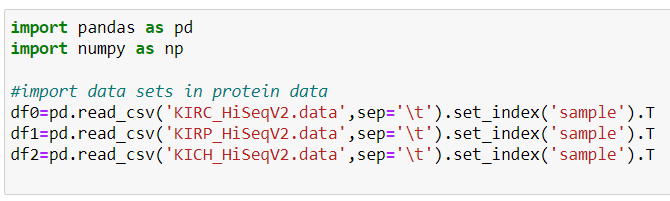 import pandas as pd
import numpy as np
#import data sets in protein data
df0=pd.read_csv('KIRC_HiSeqV2.data',sep='\t').set_index('sample').T
df1=pd.read_csv('KIRP_HiSeqV2.data',sep='\t').set_index('sample').T
df2=pd.read_csv('KICH_HiSeqV2.data',sep='\t').set_index('sample').T